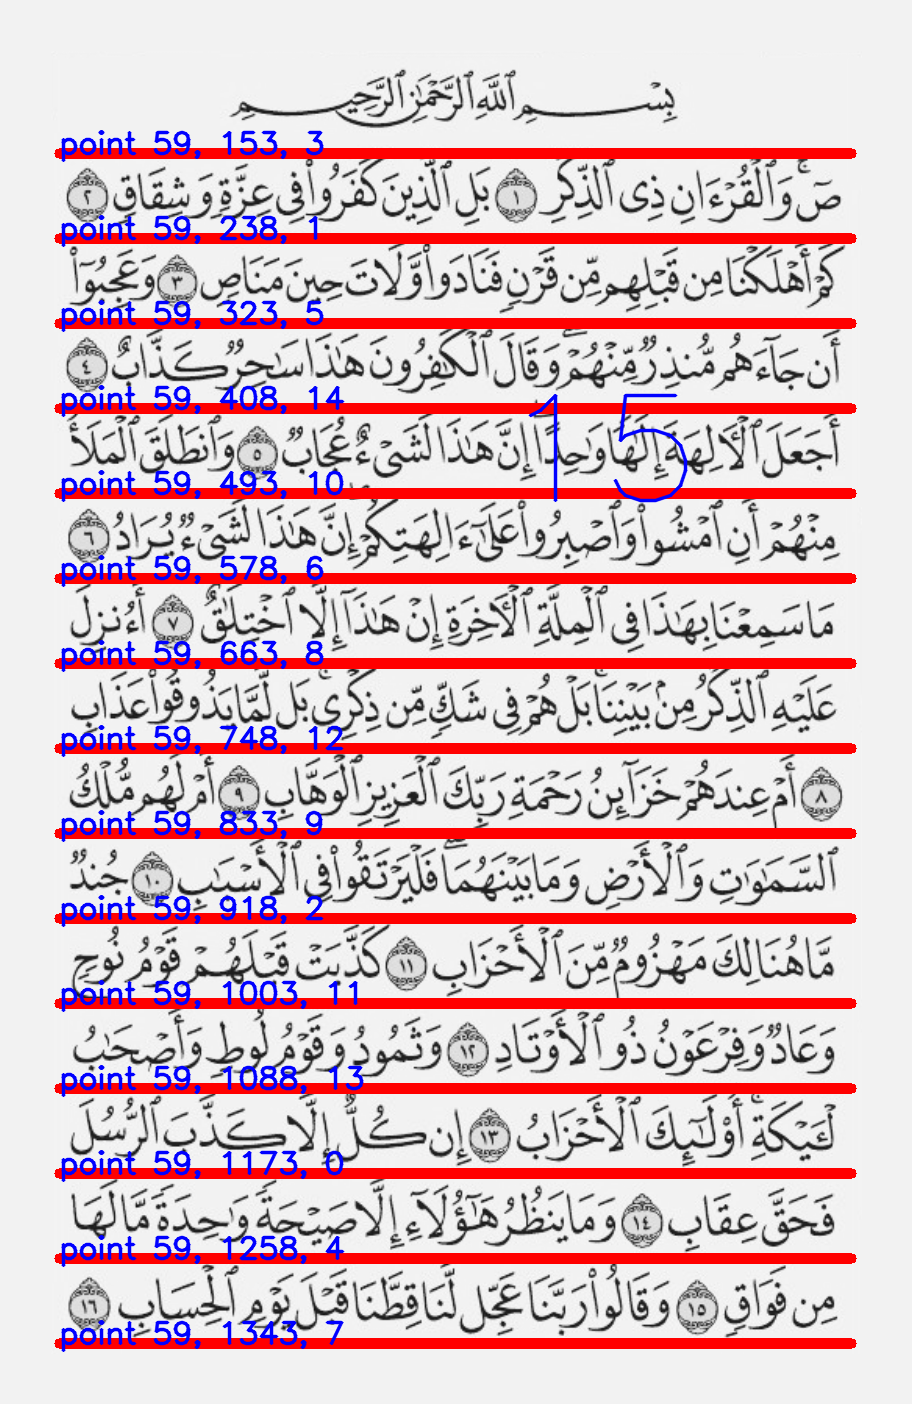 بِسْمِ ٱللَّهِ ٱلرَّحْمَٰنِ ٱلرَّحِيمِ
point 59, 153, 3
صٓ ۚ وَٱلْقُرْءَانِ ذِى ٱلذِّكْرِ ١ بَلِ ٱلَّذِينَ كَفَرُوا۟ فِى عِزَّةٍ وَشِقَاقٍ ٢
point 59, 238, 1
كَمْ أَهْلَكْنَا مِن قَبْلِهِم مِّن قَرْنٍ فَنَادَوا۟ وَّلَاتَ حِينَ مَنَاصٍ ٣ وَعَجِبُوٓا۟
point 59, 323, 5
أَن جَآءَهُم مُّنذِرٌ مِّنْهُمْ ۖ وَقَالَ ٱلْكَٰفِرُونَ هَٰذَا سَٰحِرٌ كَذَّابٌ ٤
point 59, 408, 14
15
أَجَعَلَ ٱلْءَالِهَةَ إِلَٰهًا وَٰحِدًا ۖ إِنَّ هَٰذَا لَشَىْءٌ عُجَابٌ ٥ وَٱنطَلَقَ ٱلْمَلَأُ
point 59, 493, 10
مِنْهُمْ أَنِ ٱمْشُوا۟ وَٱصْبِرُوا۟ عَلَىٰٓ ءَالِهَتِكُمْ ۖ إِنَّ هَٰذَا لَشَىْءٌ يُرَادُ ٦
point 59, 578, 6
مَا سَمِعْنَا بِهَٰذَا فِى ٱلْمِلَّةِ ٱلْءَاخِرَةِ إِنْ هَٰذَآ إِلَّا ٱخْتِلَٰقٌ ٧ أَءُنزِلَ
point 59, 663, 8
عَلَيْهِ ٱلذِّكْرُ مِنۢ بَيْنِنَا ۚ بَلْ هُمْ فِى شَكٍّ مِّن ذِكْرِى ۖ بَل لَّمَّا يَذُوقُوا۟ عَذَابِ
point 59, 748, 12
٨ أَمْ عِندَهُمْ خَزَآئِنُ رَحْمَةِ رَبِّكَ ٱلْعَزِيزِ ٱلْوَهَّابِ ٩ أَمْ لَهُم مُّلْكُ
point 59, 833, 9
ٱلسَّمَٰوَٰتِ وَٱلْأَرْضِ وَمَا بَيْنَهُمَا ۖ فَلْيَرْتَقُوا۟ فِى ٱلْأَسْبَٰبِ ١٠ جُندٌ
point 59, 918, 2
مَّا هُنَالِكَ مَهْزُومٌ مِّنَ ٱلْأَحْزَابِ ١١ كَذَّبَتْ قَبْلَهُمْ قَوْمُ نُوحٍ
point 59, 1003, 11
وَعَادٌ وَفِرْعَوْنُ ذُو ٱلْأَوْتَادِ ١٢ وَثَمُودُ وَقَوْمُ لُوطٍ وَأَصْحَٰبُ
point 59, 1088, 13
لْـَٔيْكَةِ ۚ أُو۟لَٰٓئِكَ ٱلْأَحْزَابُ ١٣ إِن كُلٌّ إِلَّا كَذَّبَ ٱلرُّسُلَ
point 59, 1173, 0
فَحَقَّ عِقَابِ ١٤ وَمَا يَنظُرُ هَٰٓؤُلَآءِ إِلَّا صَيْحَةً وَٰحِدَةً مَّا لَهَا
point 59, 1258, 4
مِن فَوَاقٍ ١٥ وَقَالُوا۟ رَبَّنَا عَجِّل لَّنَا قِطَّنَا قَبْلَ يَوْمِ ٱلْحِسَابِ ١٦
point 59, 1343, 7